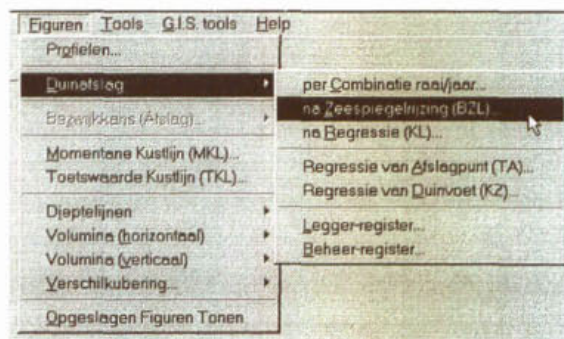 Figuren Tools G.I.S. tools Help
Profielen...
Duinafslag
Bezwijkkans (Afslag)...
Momentane Kustlijn (MKL)...
Toetswaarde Kustlijn (TKL)...
Dieptelijnen
Volumina (horizontaal)
Volumina (verticaal)
Verschilkubering...
Opgeslagen Figuren Tonen
per Combinatie raai/jaar...
na Zeespiegelrijzing (BZL)...
na Regressie (KL)...
Regressie van Afslagpunt (TA)...
Regressie van Duinvoet (KZ)...
Legger-register...
Beheer-register...